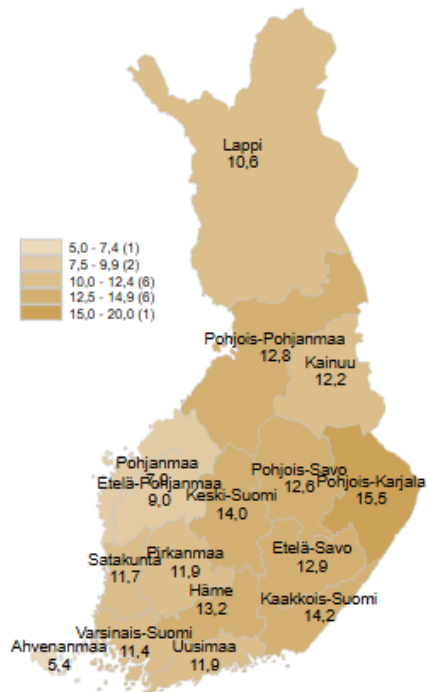 Lappi
10,6
5,0 - 7,4 (1)
7,5 - 9,9 (2)
10,0 - 12,4 (6)
12,5 - 14,9 (6)
15,0 - 20,0 (1)
Pohjois-Pohjanmaa
12,8
Kainuu
12,2
Pohjanmaa
Etelä-Pohjanmaa
9,0
Keski-Suomi
14,0
Pohjois-Savo
12,6
Pohjois-Karjala
15,5
Satakunta
11,7
Pirkanmaa
11,9
Häme
13,2
Etelä-Savo
12,9
Kaakkois-Suomi
14,2
Ahvenanmaa
5,4
Varsinais-Suomi
11,4
Uusimaa
11,9